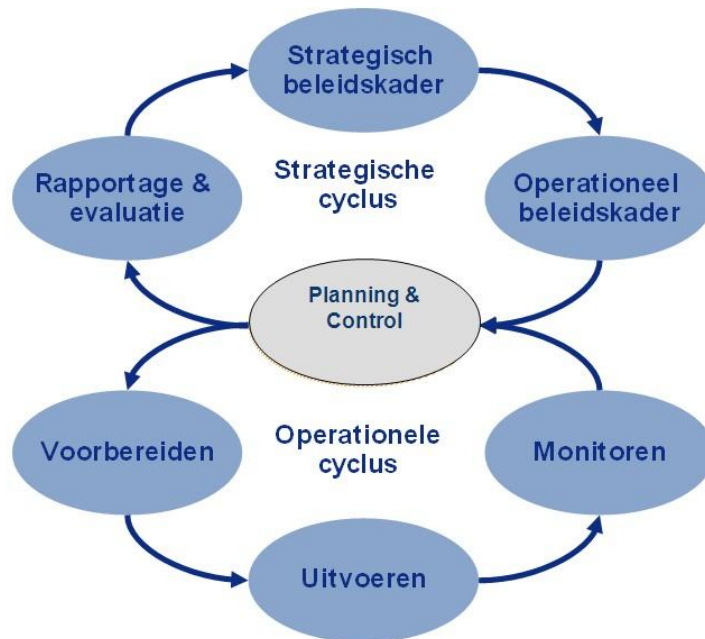 Strategisch
beleidskader
Rapportage &
evaluatie
Strategische
cyclus
Operationeel
beleidskader
Planning &
Control
Voorbereiden
Operationele
cyclus
Monitoren
Uitvoeren